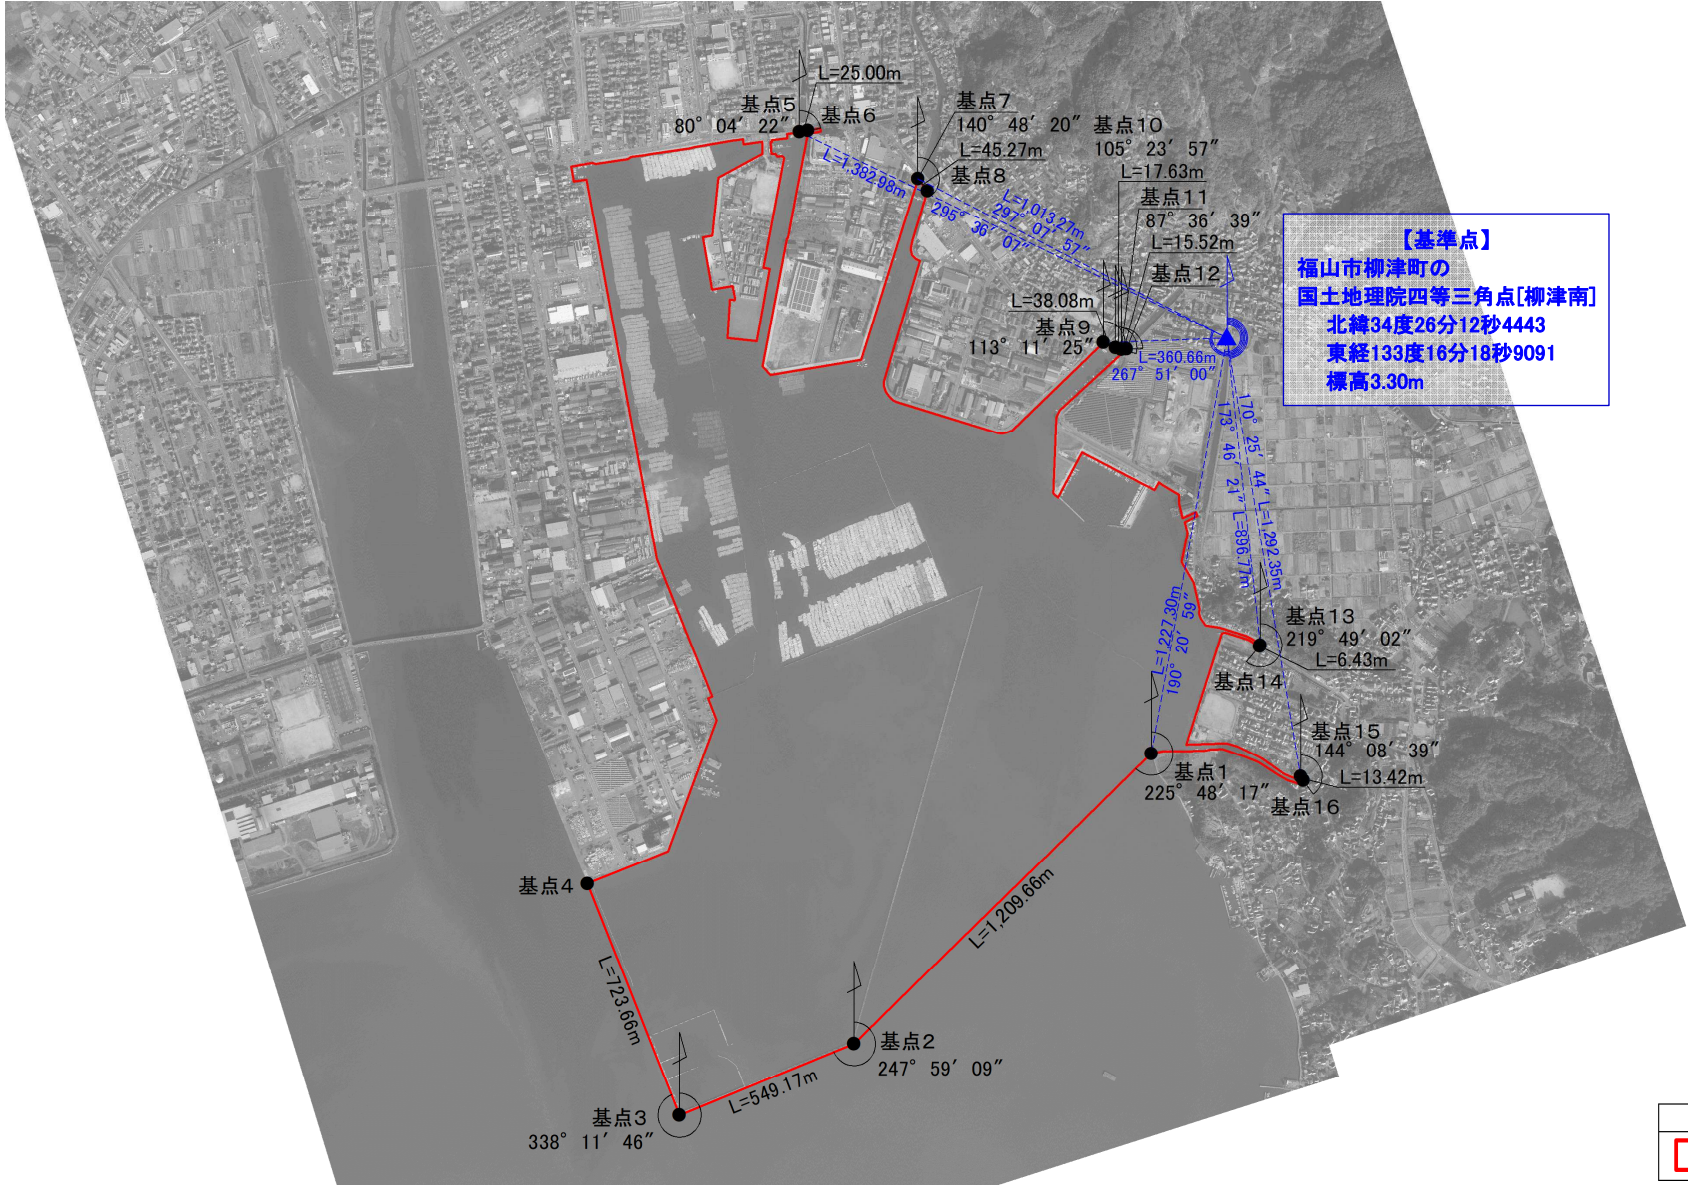 L=25.00m
基点5
80° 04′ 22″
基点6
基点7
140° 48′ 20″
L=45.27m
基点8
基点10
105° 23′ 57″
L=17.63m
基点11
87° 36′ 39″
L=15.52m
基点12
L=38.08m
基点9
113° 11′ 25″
L=1,382.98m
295° 36′ 07″
L=1,013.27m
297° 07′ 57″
L=360.66m
267° 51′ 00″
【基準点】
福山市柳津町の
国土地理院四等三角点[柳津南]
北緯34度26分12秒4443
東経133度16分18秒9091
標高3.30m
170° 25′ 44″ L=1,292.35m
173° 46′ 21″ L=896.77m
L=1,227.30m
190° 20′ 59″
基点13
219° 49′ 02″
L=6.43m
基点14
基点15
144° 08′ 39″
L=13.42m
基点16
基点1
225° 48′ 17″
L=1,209.66m
基点4
L=723.66m
基点2
247° 59′ 09″
L=549.17m
基点3
338° 11′ 46″